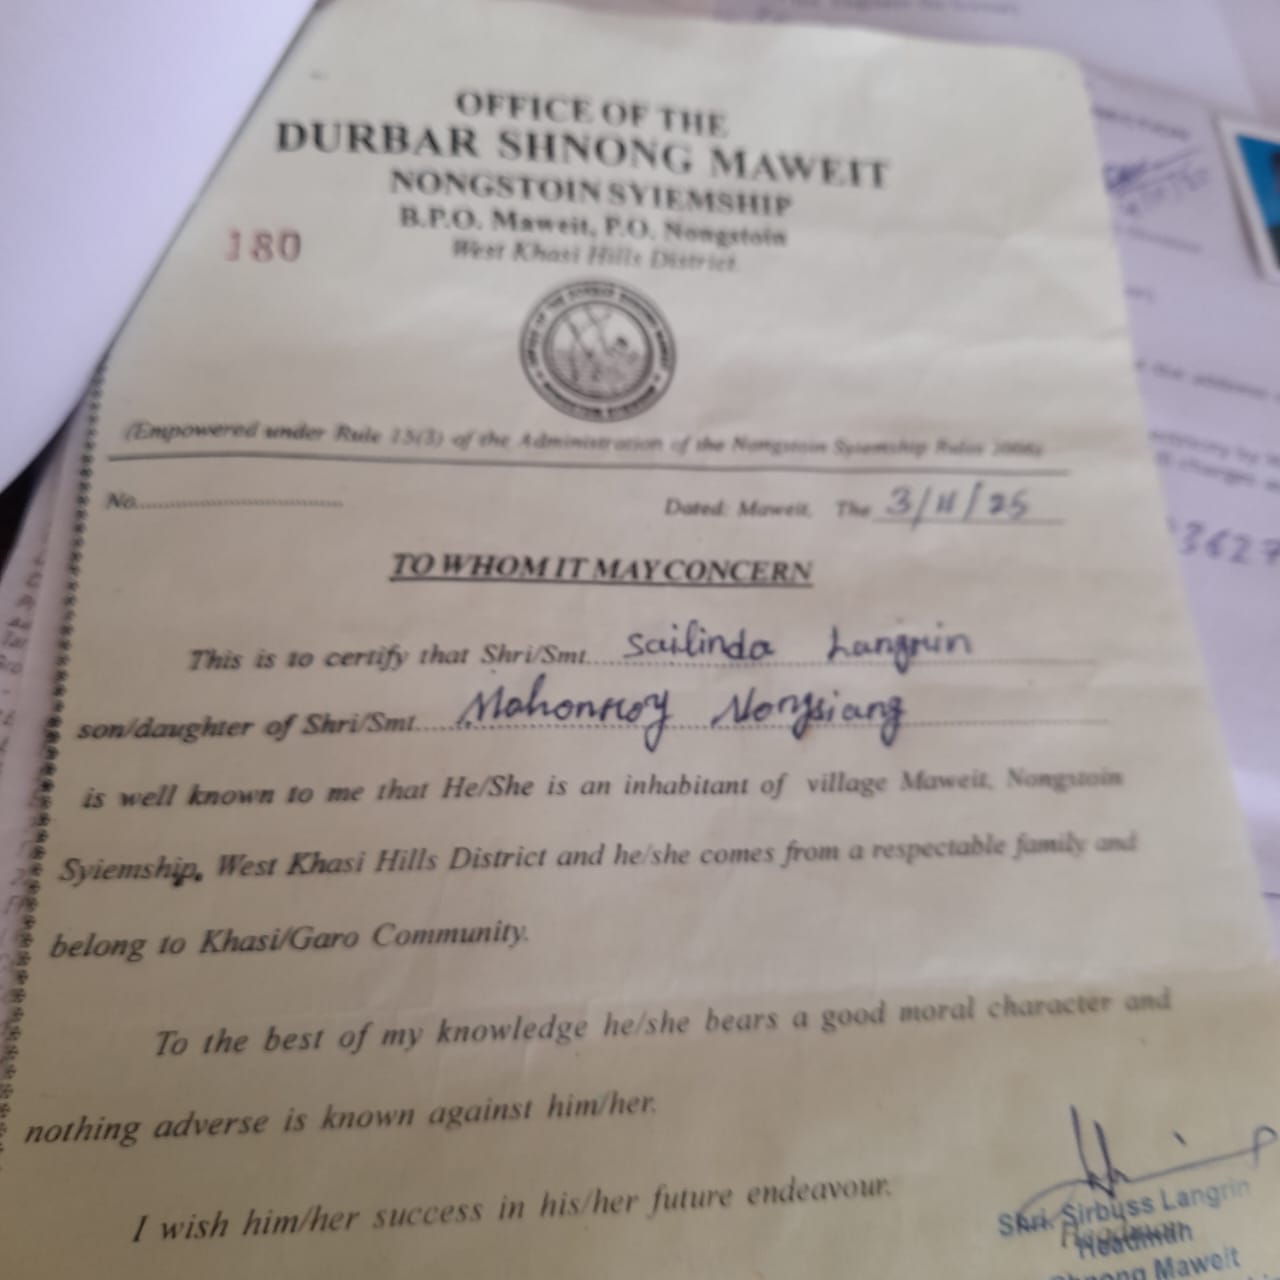 OFFICE OF THE
DURBAR SHNONG MAWEIT
NONGSTOIN SYIEMSHIP
B.P.O. Maweit, P.O. Nongstoin
West Khasi Hills District.
180
(Empowered under Rule 15(3) of the Administration of the Nongstoin Syiemship Rules 2006)
No..............................
Dated: Maweit, The 3/11/25
TO WHOM IT MAY CONCERN
This is to certify that Shri/Smt.... Sailinda Langrin
son/daughter of Shri/Smt.... Mahonroy Nongsiang
is well known to me that He/She is an inhabitant of village Maweit, Nongstoin
Syiemship, West Khasi Hills District and he/she comes from a respectable family and
belong to Khasi/Garo Community.
To the best of my knowledge he/she bears a good moral character and
nothing adverse is known against him/her.
I wish him/her success in his/her future endeavour.
Shri. Sirbuss Langrin
Headman
Shnong Maweit
3627